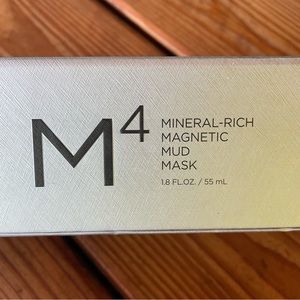 M⁴
MINERAL-RICH
MAGNETIC
MUD
MASK
1.8 FL.OZ. / 55 mL